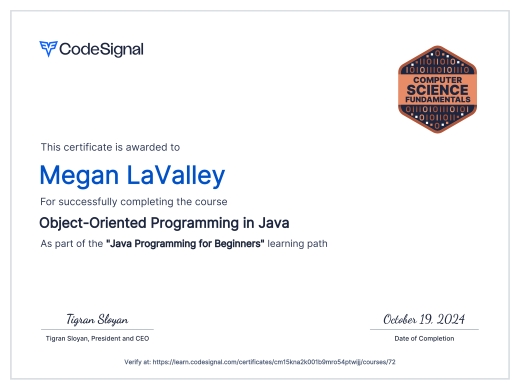 CodeSignal
COMPUTER
SCIENCE
FUNDAMENTALS
This certificate is awarded to
Megan LaValley
For successfully completing the course
Object-Oriented Programming in Java
As part of the "Java Programming for Beginners" learning path
Tigran Sloyan
October 19, 2024
Tigran Sloyan, President and CEO
Date of Completion
Verify at: https://learn.codesignal.com/certificates/cm15kna2k001b9mro54ptwijj/courses/72